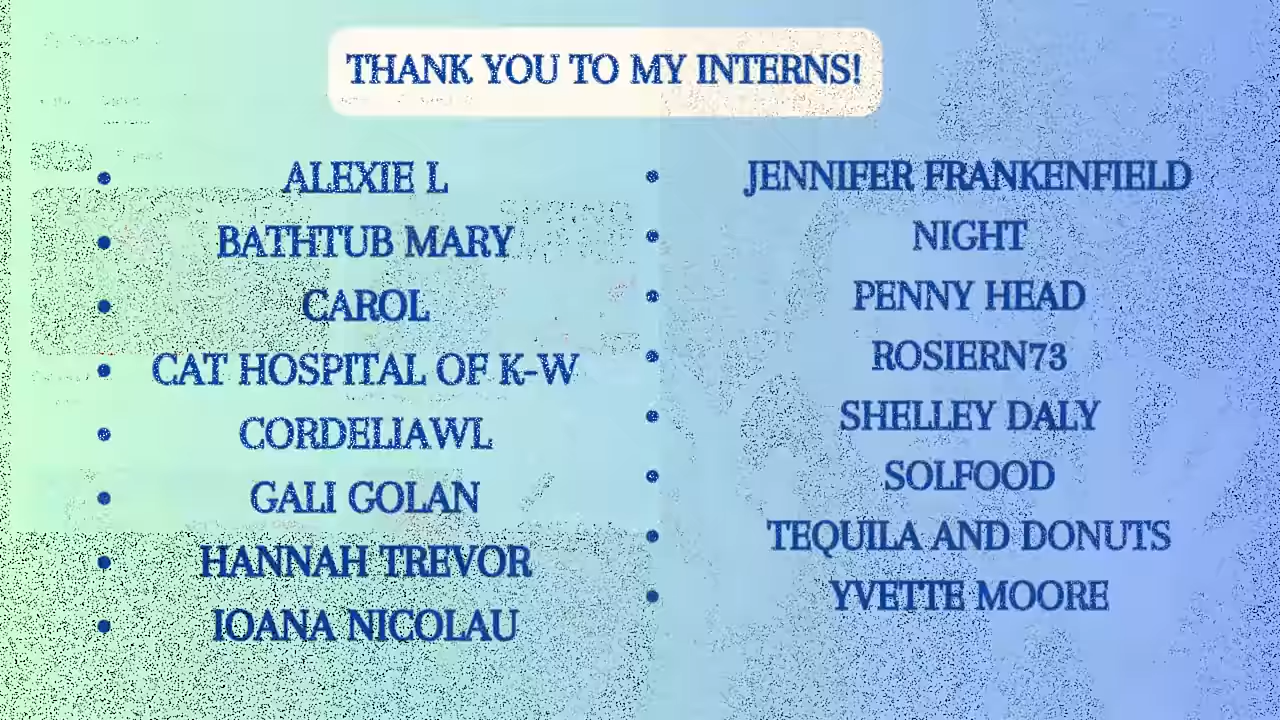 THANK YOU TO MY INTERNS!
ALEXIE L
BATHTUB MARY
CAROL
CAT HOSPITAL OF K-W
CORDELIAWL
GALI GOLAN
HANNAH TREVOR
IOANA NICOLAU
JENNIFER FRANKENFIELD
NIGHT
PENNY HEAD
ROSIERN73
SHELLEY DALY
SOLFOOD
TEQUILA AND DONUTS
YVETTE MOORE